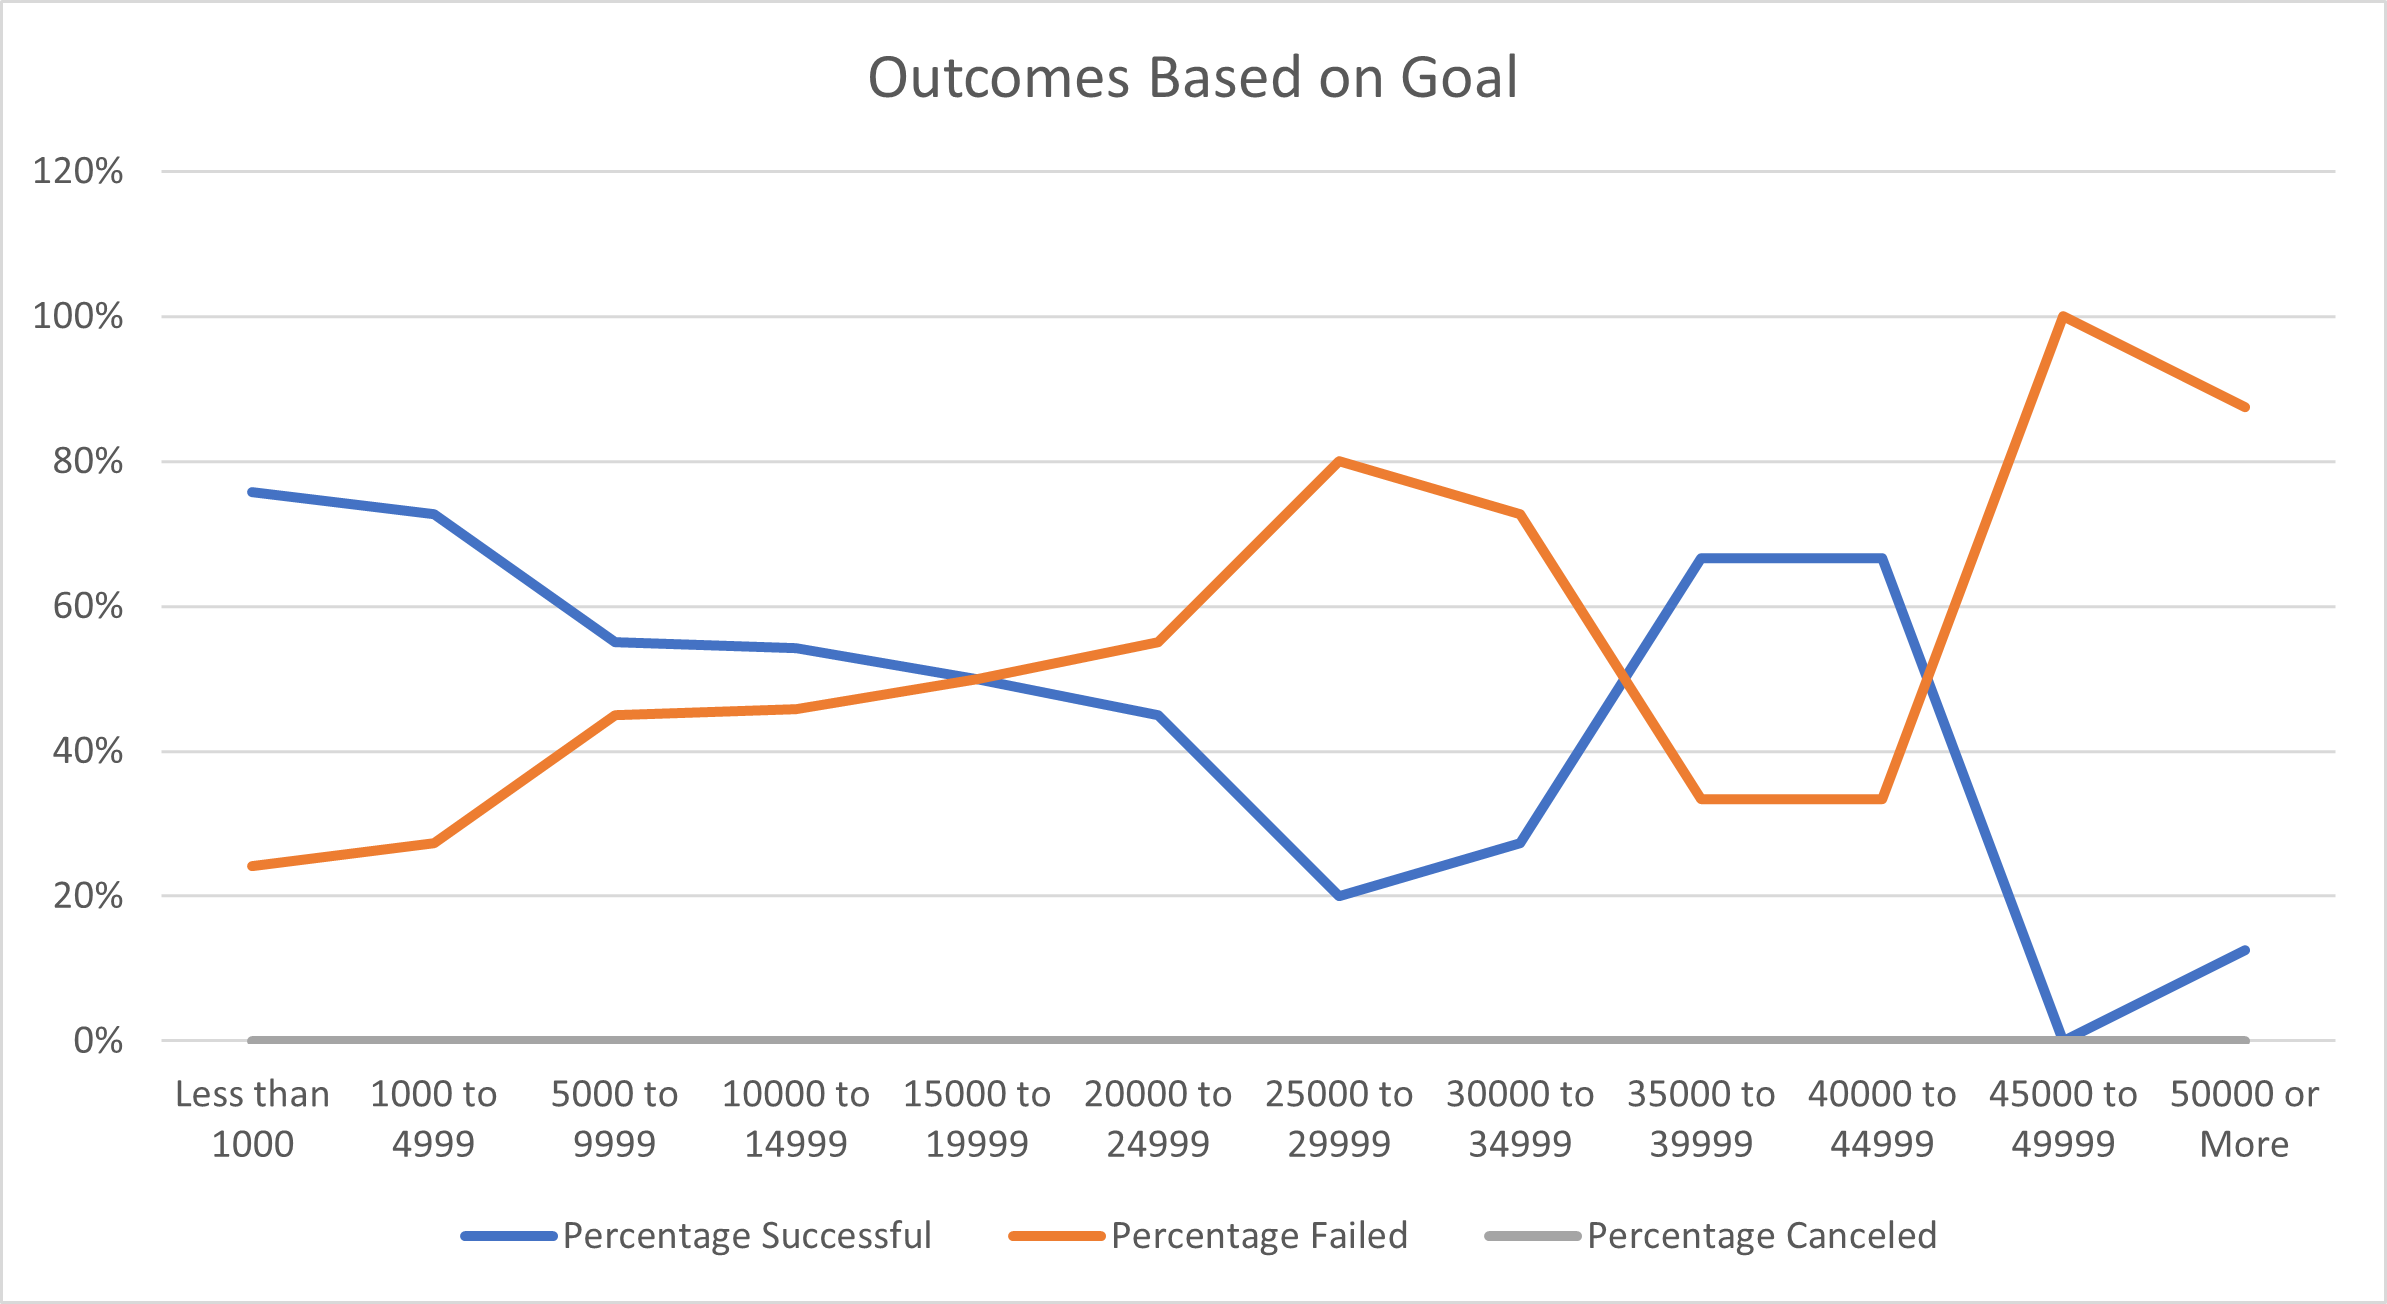 Outcomes Based on Goal
120%
100%
80%
60%
40%
20%
0%
Less than 1000 to 5000 to 10000 to 15000 to 20000 to 25000 to 30000 to 35000 to 40000 to 45000 to 50000 or
1000 4999 9999 14999 19999 24999 29999 34999 39999 44999 49999 More
Percentage Successful Percentage Failed Percentage Canceled